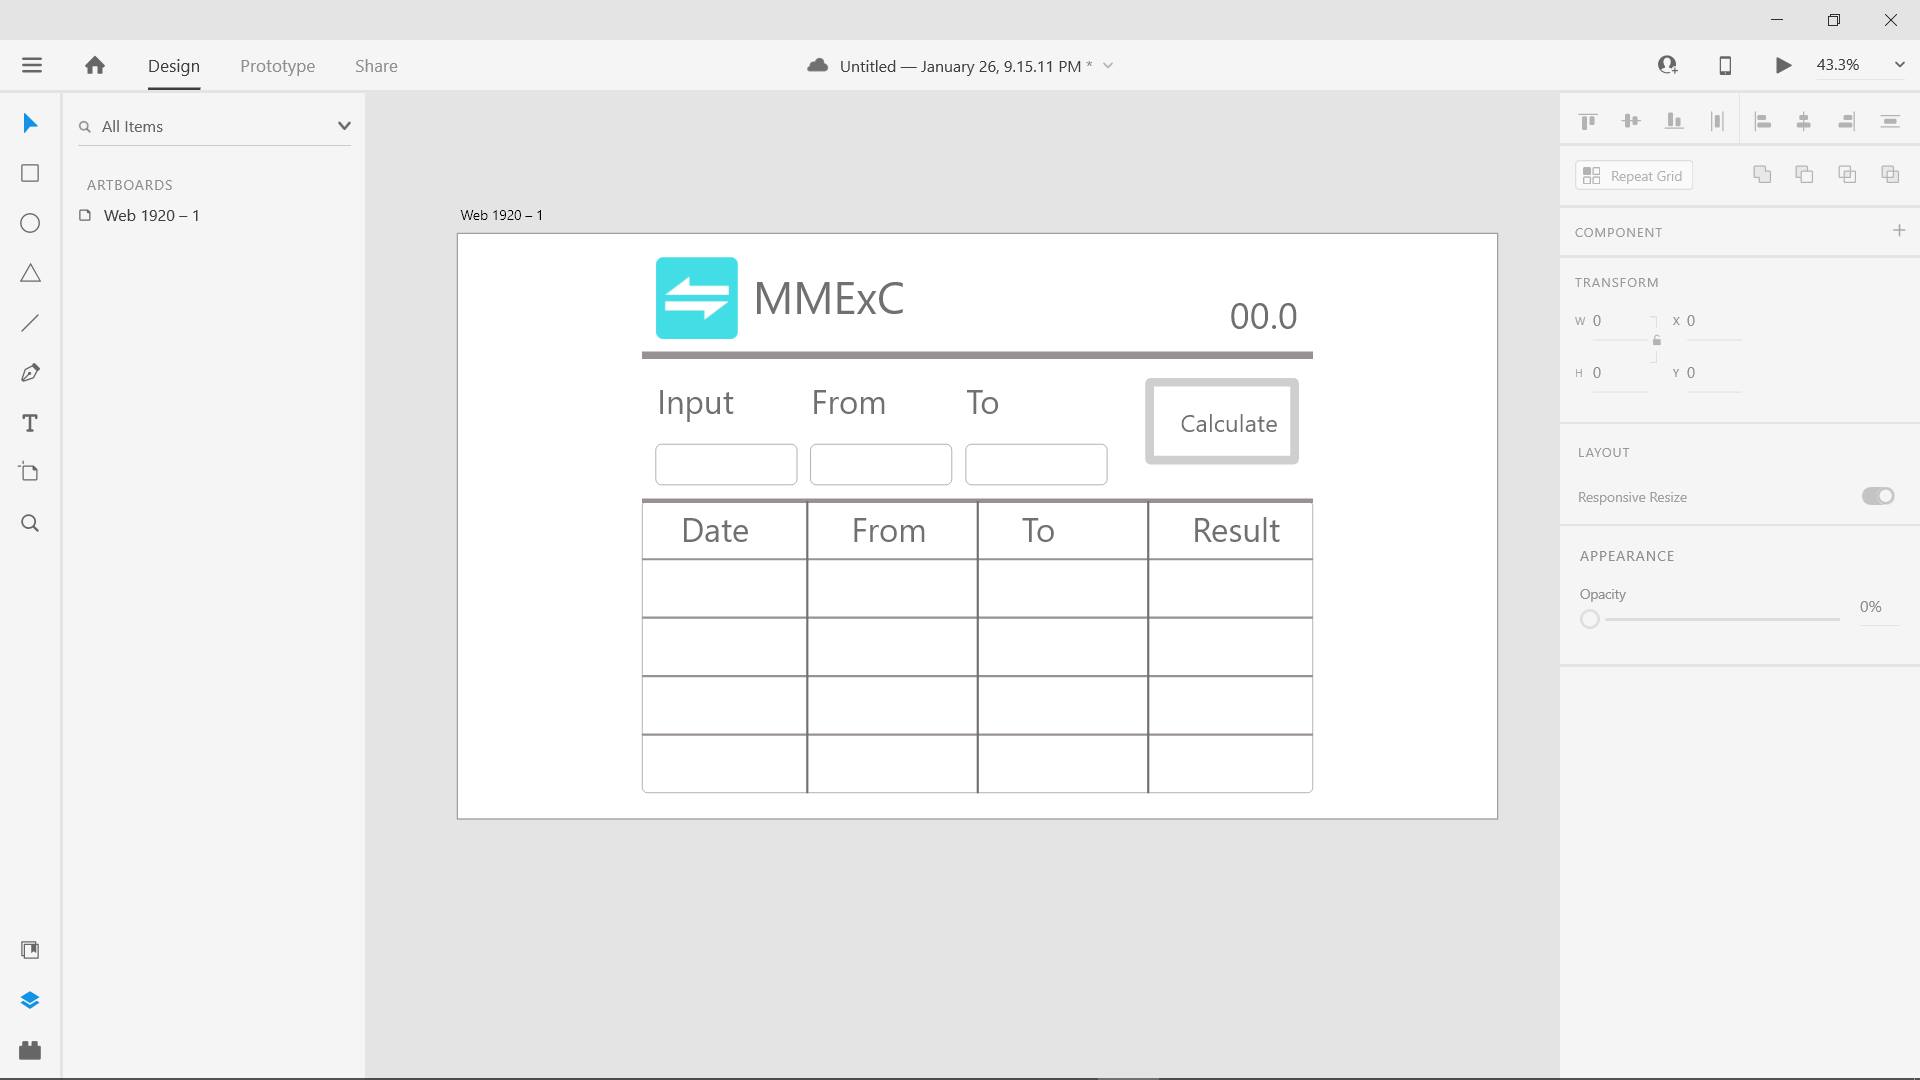 Design Prototype Share Untitled — January 26, 9.15.11 PM * 43.3%
All Items
ARTBOARDS
Web 1920 – 1
Web 1920 – 1
MMExC
00.0
Input From To Calculate
Date From To Result
Repeat Grid
COMPONENT
TRANSFORM
W 0 X 0
H 0 Y 0
LAYOUT
Responsive Resize
APPEARANCE
Opacity
0%